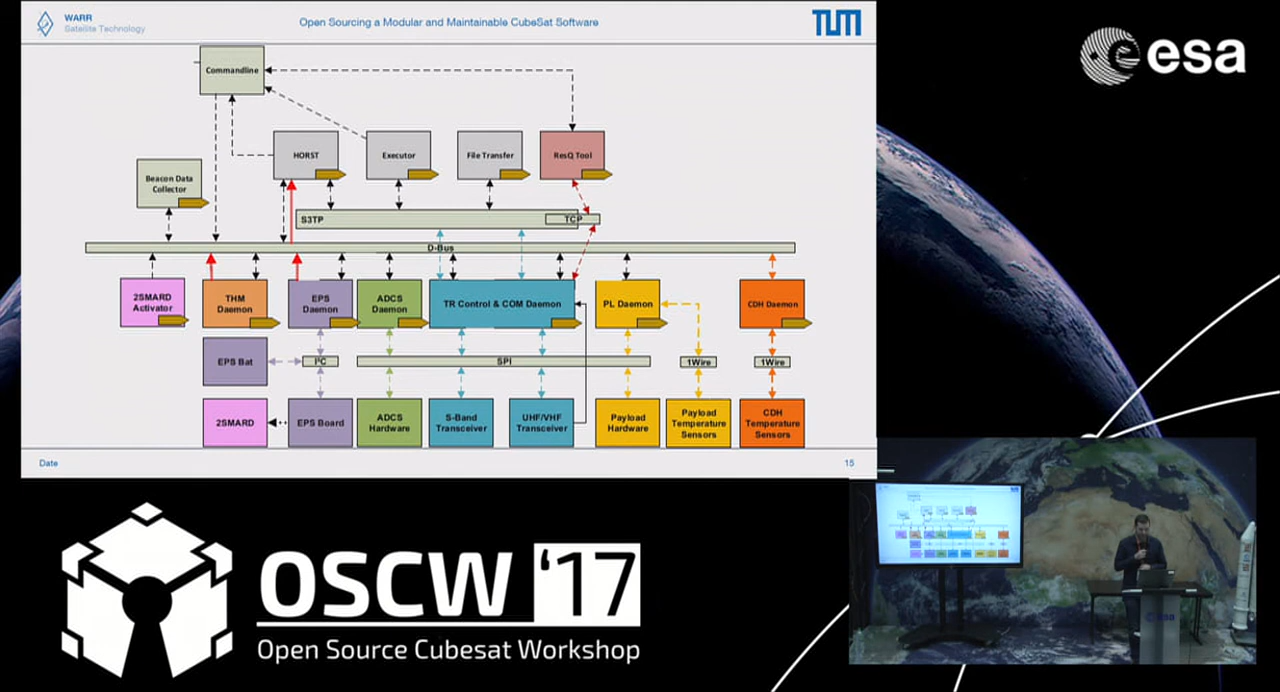 WARR
Satellite Technology
Open Sourcing a Modular and Maintainable CubeSat Software
TUM
esa
Commandline
HORST
Executor
File Transfer
ResQ Tool
Beacon Data
Collector
S3TP
TCP
D-Bus
2SMARD
Activator
THM
Daemon
EPS
Daemon
ADCS
Daemon
TR Control & COM Daemon
PL Daemon
CDH Daemon
EPS Bat
I²C
SPI
1Wire
1Wire
2SMARD
EPS Board
ADCS
Hardware
S-Band
Transceiver
UHF/VHF
Transceiver
Payload
Hardware
Payload
Temperature
Sensors
CDH
Temperature
Sensors
Date
15
OSCW '17
Open Source Cubesat Workshop
esa